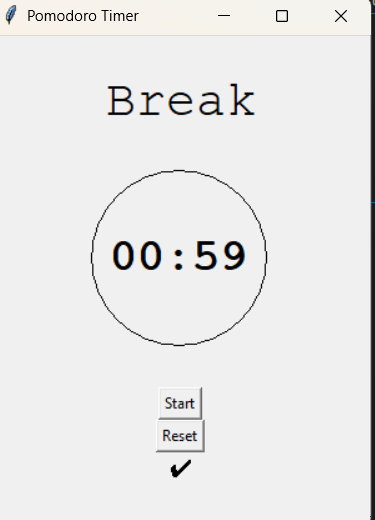 Pomodoro Timer
Break
00:59
Start
Reset
✔